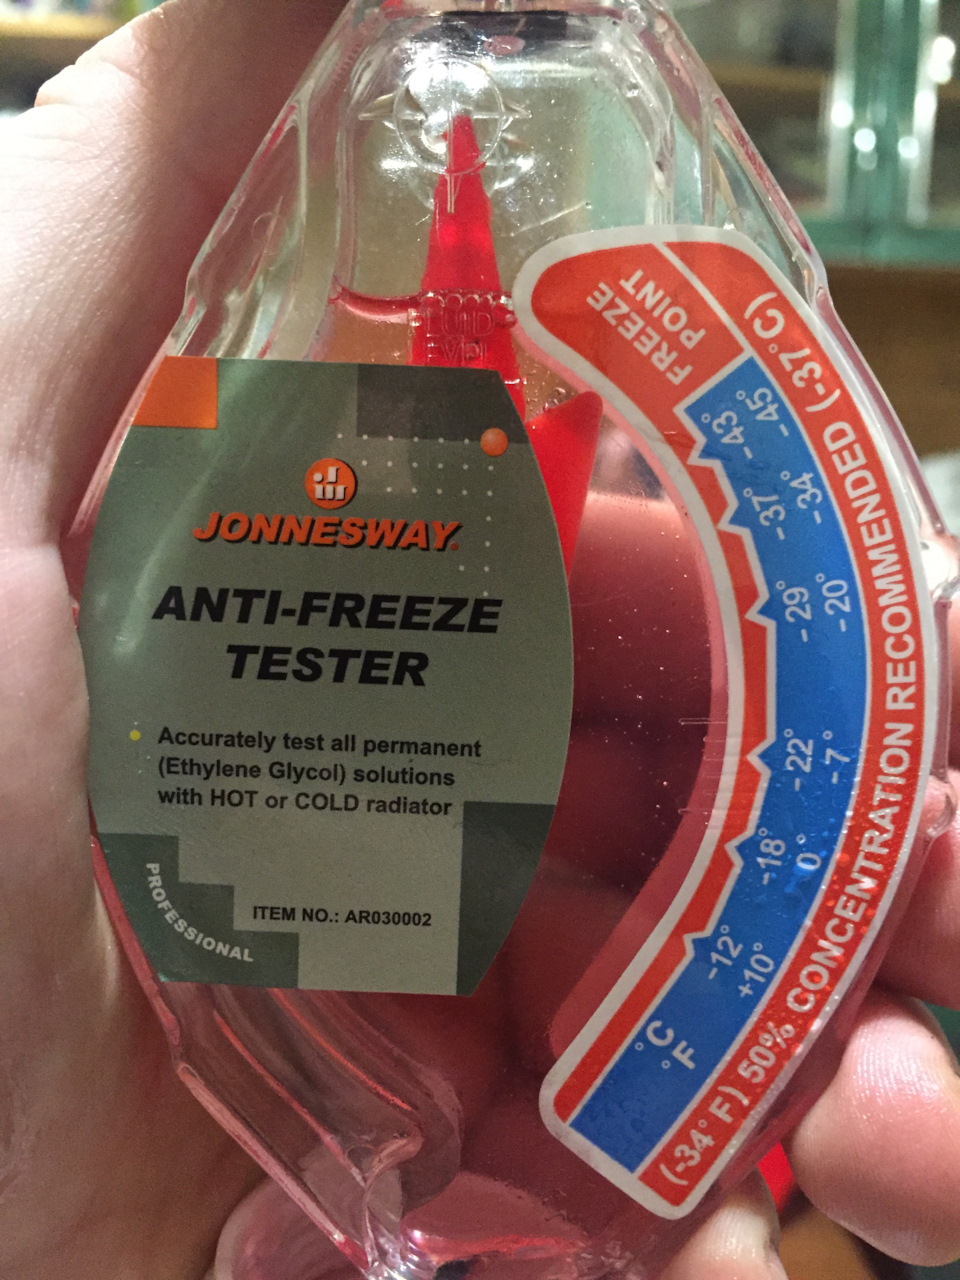 FLUID
LEVEL
JONNESWAY
ANTI-FREEZE
TESTER
Accurately test all permanent
(Ethylene Glycol) solutions
with HOT or COLD radiator
PROFESSIONAL
ITEM NO.: AR030002
FREEZE
POINT
-43° -45°
-37° -34°
-29° -20°
-22° -7°
-18° 0°
-12° +10°
°C
°F
(-34° F) 50% CONCENTRATION RECOMMENDED (-37° C)